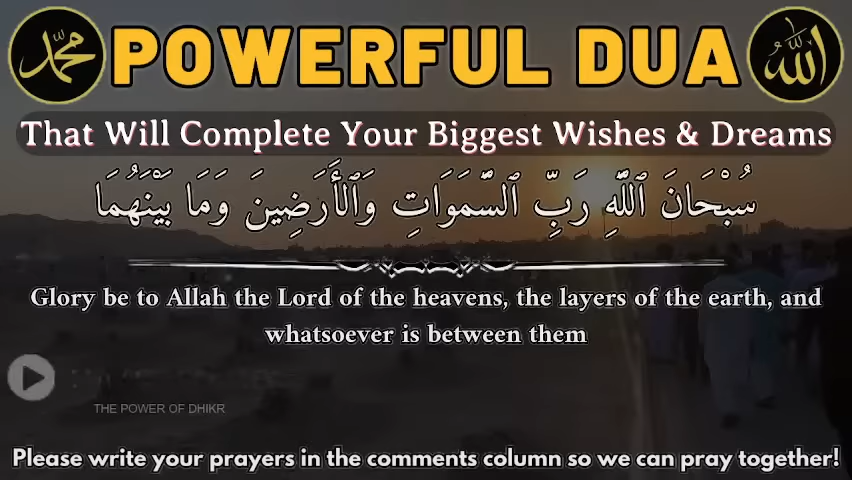 محمد
POWERFUL DUA
الله
That Will Complete Your Biggest Wishes & Dreams
سُبْحَانَ ٱللَّهِ رَبِّ ٱلسَّمَوَاتِ وَٱلْأَرَضِينَ وَمَا بَيْنَهُمَا
Glory be to Allah the Lord of the heavens, the layers of the earth, and
whatsoever is between them
THE POWER OF DHIKR
Please write your prayers in the comments column so we can pray together!